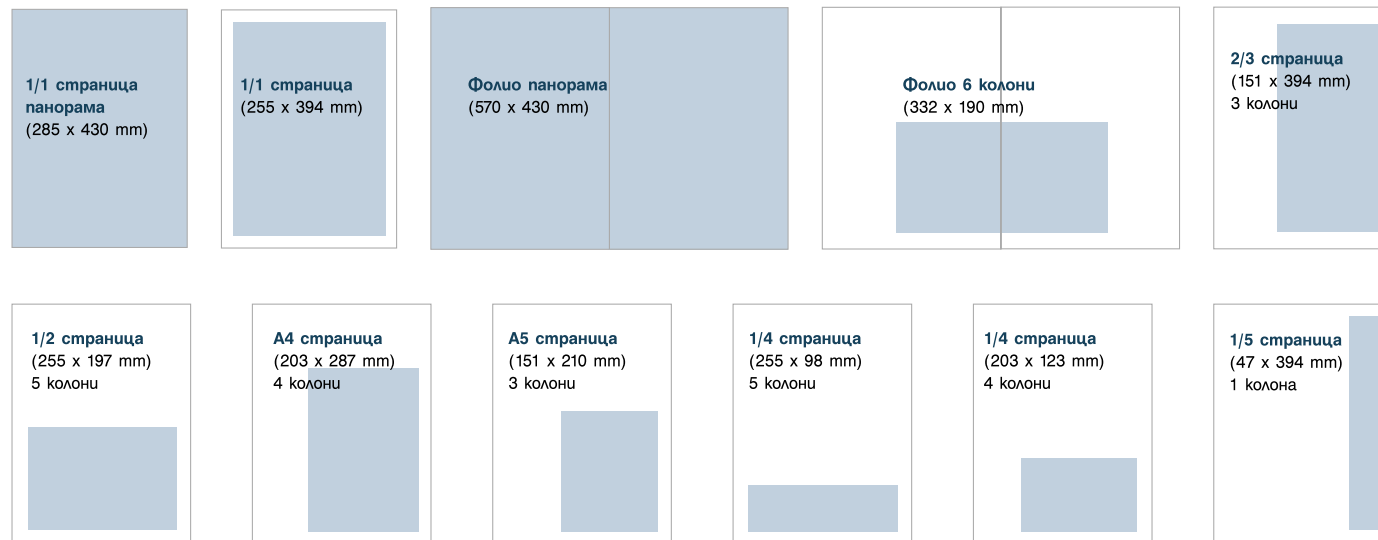 1/1 страница
панорама
(285 x 430 mm)
1/1 страница
(255 x 394 mm)
Фолио панорама
(570 x 430 mm)
Фолио 6 колони
(332 x 190 mm)
2/3 страница
(151 x 394 mm)
3 колони
1/2 страница
(255 x 197 mm)
5 колони
A4 страница
(203 x 287 mm)
4 колони
A5 страница
(151 x 210 mm)
3 колони
1/4 страница
(255 x 98 mm)
5 колони
1/4 страница
(203 x 123 mm)
4 колони
1/5 страница
(47 x 394 mm)
1 колона